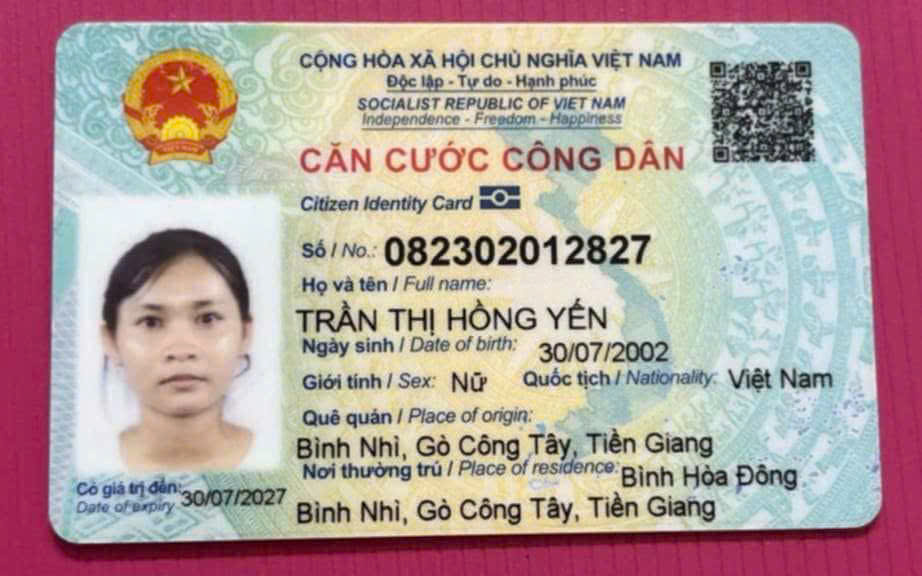 CỘNG HÒA XÃ HỘI CHỦ NGHĨA VIỆT NAM
Độc lập - Tự do - Hạnh phúc
SOCIALIST REPUBLIC OF VIET NAM
Independence - Freedom - Happiness
CĂN CƯỚC CÔNG DÂN
Citizen Identity Card
Số / No.: 082302012827
Họ và tên / Full name:
TRẦN THỊ HỒNG YẾN
Ngày sinh / Date of birth: 30/07/2002
Giới tính / Sex: Nữ Quốc tịch / Nationality: Việt Nam
Quê quán / Place of origin:
Bình Nhì, Gò Công Tây, Tiền Giang
Nơi thường trú / Place of residence: Bình Hòa Đông
Bình Nhì, Gò Công Tây, Tiền Giang
Có giá trị đến: 30/07/2027
Date of expiry